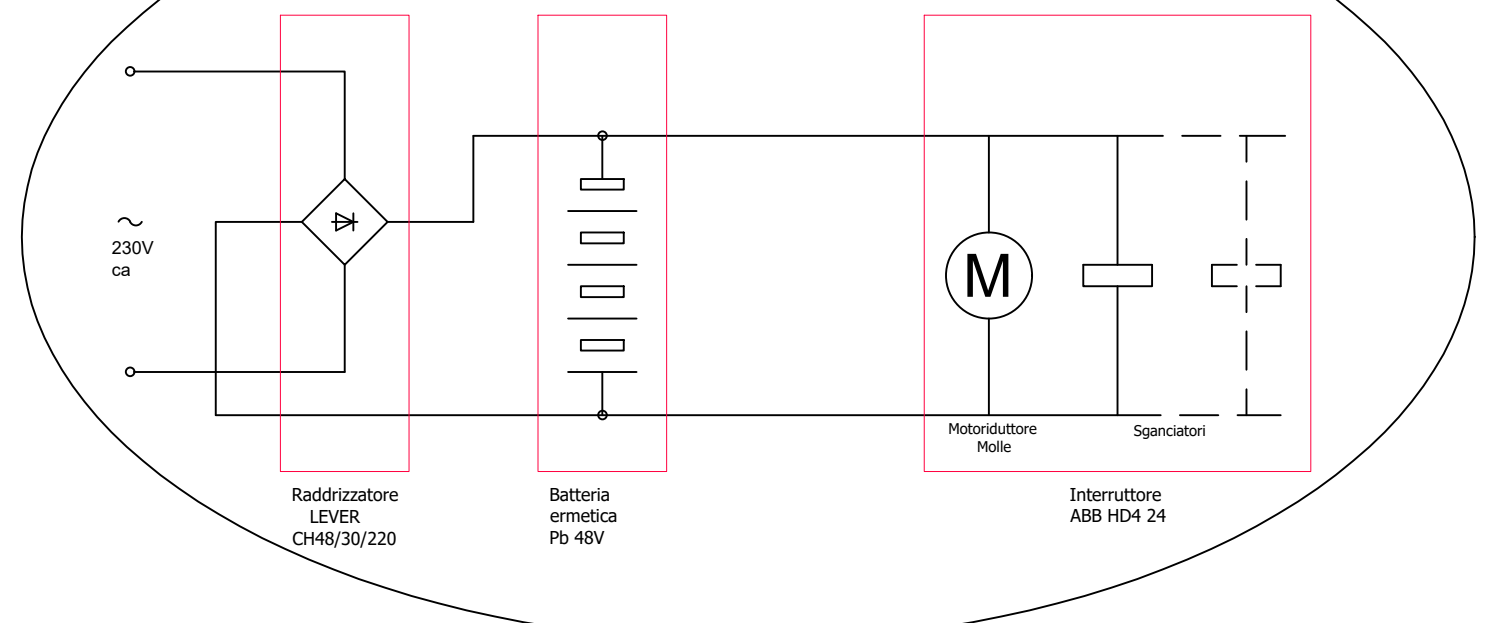 230V
ca
M
Motoriduttore
Molle
Sganciatori
Raddrizzatore
LEVER
CH48/30/220
Batteria
ermetica
Pb 48V
Interruttore
ABB HD4 24